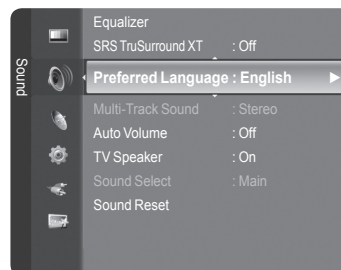 Sound
Equalizer
SRS TruSurround XT : Off
Preferred Language : English
Multi-Track Sound : Stereo
Auto Volume : Off
TV Speaker : On
Sound Select : Main
Sound Reset